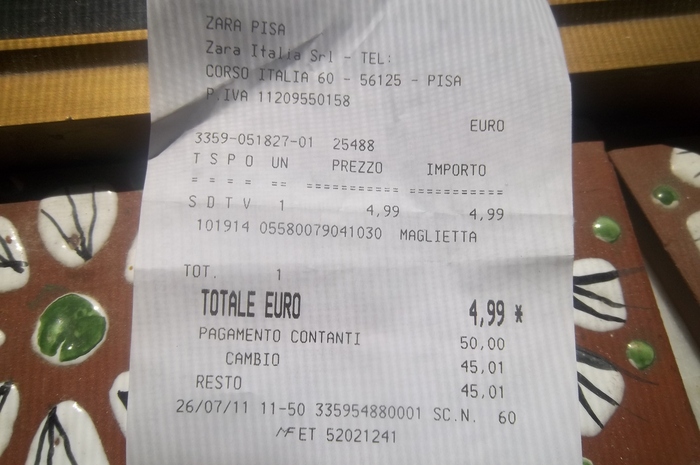 ZARA PISA
Zara Italia Srl - TEL:
CORSO ITALIA 60 - 56125 - PISA
P.IVA 11209550158
EURO
3359-051827-01 25488
T S P O UN PREZZO IMPORTO
= = = = == =========== ===========
S D T V 1 4,99 4,99
101914 05580079041030 MAGLIETTA
TOT. 1
TOTALE EURO 4,99 *
PAGAMENTO CONTANTI 50,00
CAMBIO 45,01
RESTO 45,01
26/07/11 11-50 335954880001 SC.N. 60
MF ET 52021241